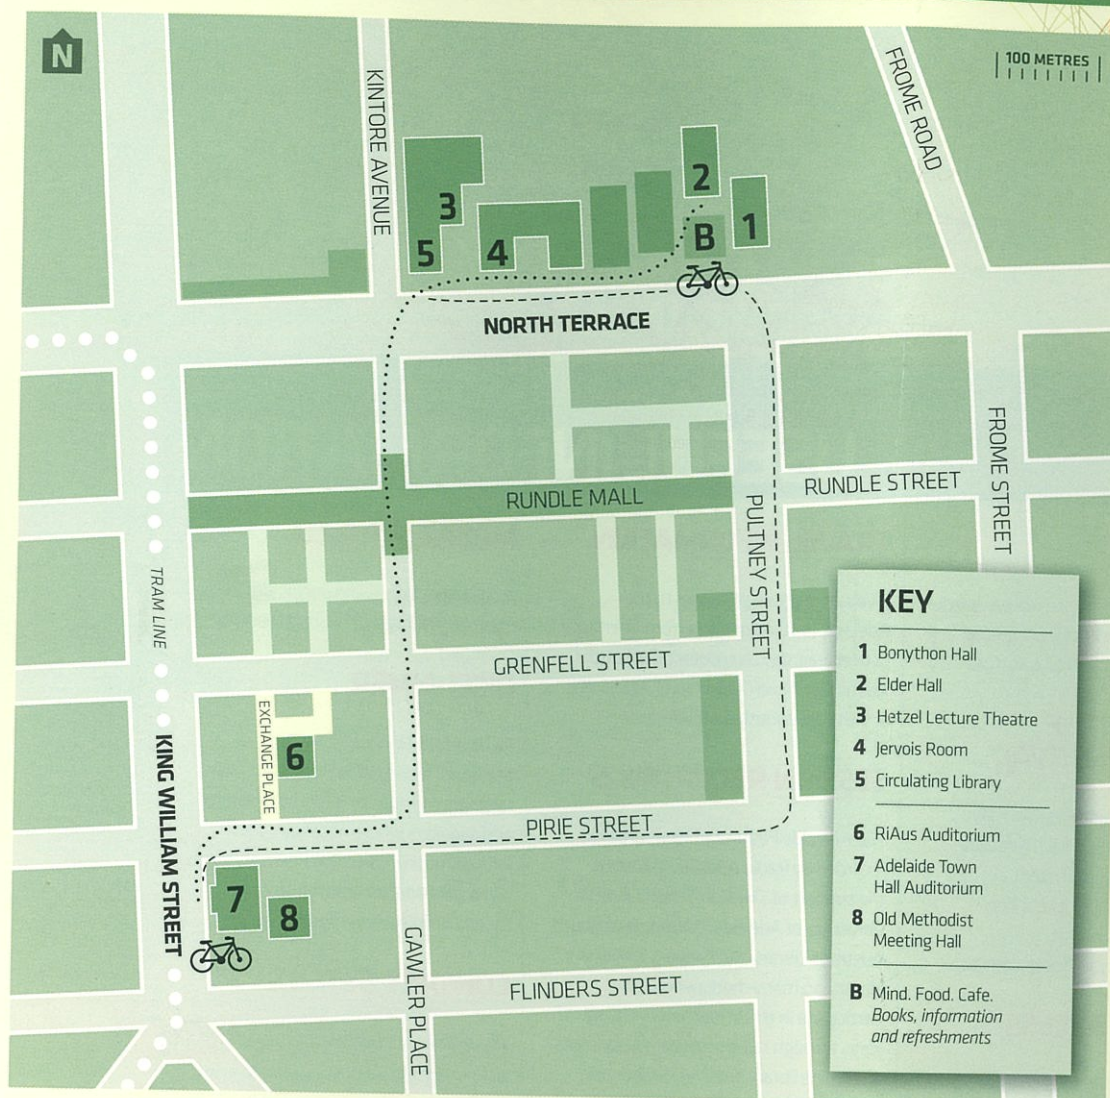 N
100 METRES
KINTORE AVENUE
FROME ROAD
2
3
1
5
4
B
NORTH TERRACE
RUNDLE MALL
RUNDLE STREET
FROME STREET
PULTNEY STREET
TRAM LINE
GRENFELL STREET
EXCHANGE PLACE
6
KING WILLIAM STREET
PIRIE STREET
7
8
GAWLER PLACE
FLINDERS STREET
KEY
1 Bonython Hall
2 Elder Hall
3 Hetzel Lecture Theatre
4 Jervois Room
5 Circulating Library
6 RiAus Auditorium
7 Adelaide Town
Hall Auditorium
8 Old Methodist
Meeting Hall
B Mind. Food. Cafe.
Books, information
and refreshments